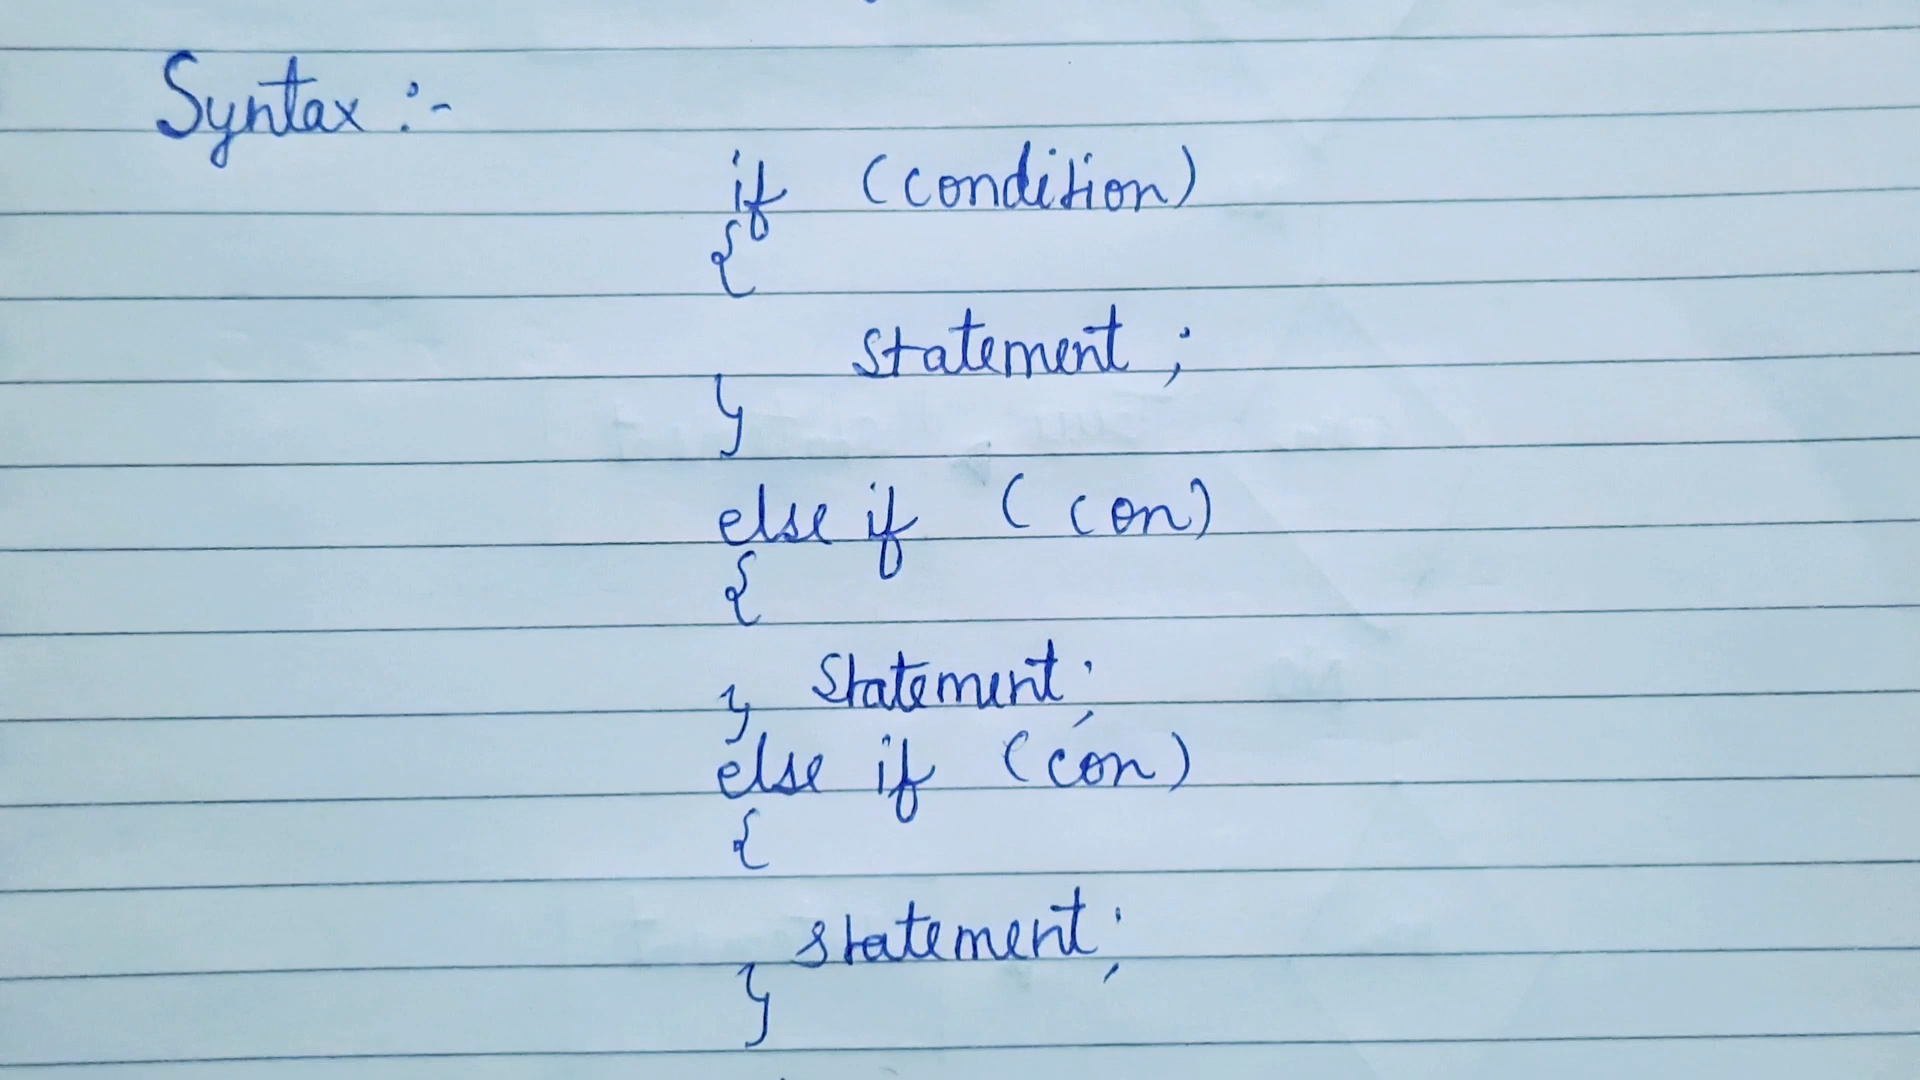 Syntax :-
if (condition)
{
statement ;
}
else if ( con)
{
Statement ;
}
else if (con)
{
statement ;
}